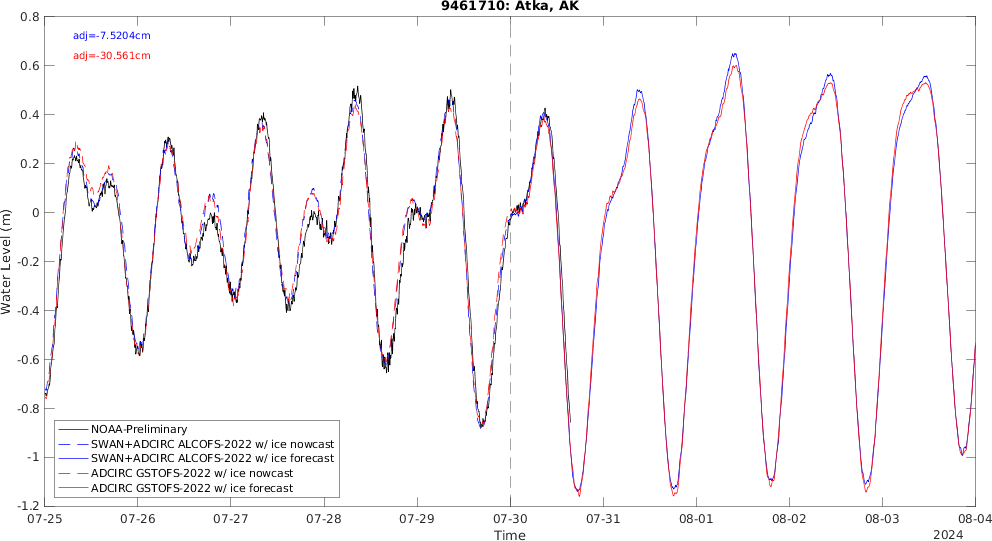 9461710: Atka, AK
adj=-7.5204cm
adj=-30.561cm
Water Level (m)
0.8
0.6
0.4
0.2
0
-0.2
-0.4
-0.6
-0.8
-1
-1.2
NOAA-Preliminary
SWAN+ADCIRC ALCOFS-2022 w/ ice nowcast
SWAN+ADCIRC ALCOFS-2022 w/ ice forecast
ADCIRC GSTOFS-2022 w/ ice nowcast
ADCIRC GSTOFS-2022 w/ ice forecast
07-25 07-26 07-27 07-28 07-29 07-30 07-31 08-01 08-02 08-03 08-04
Time
2024